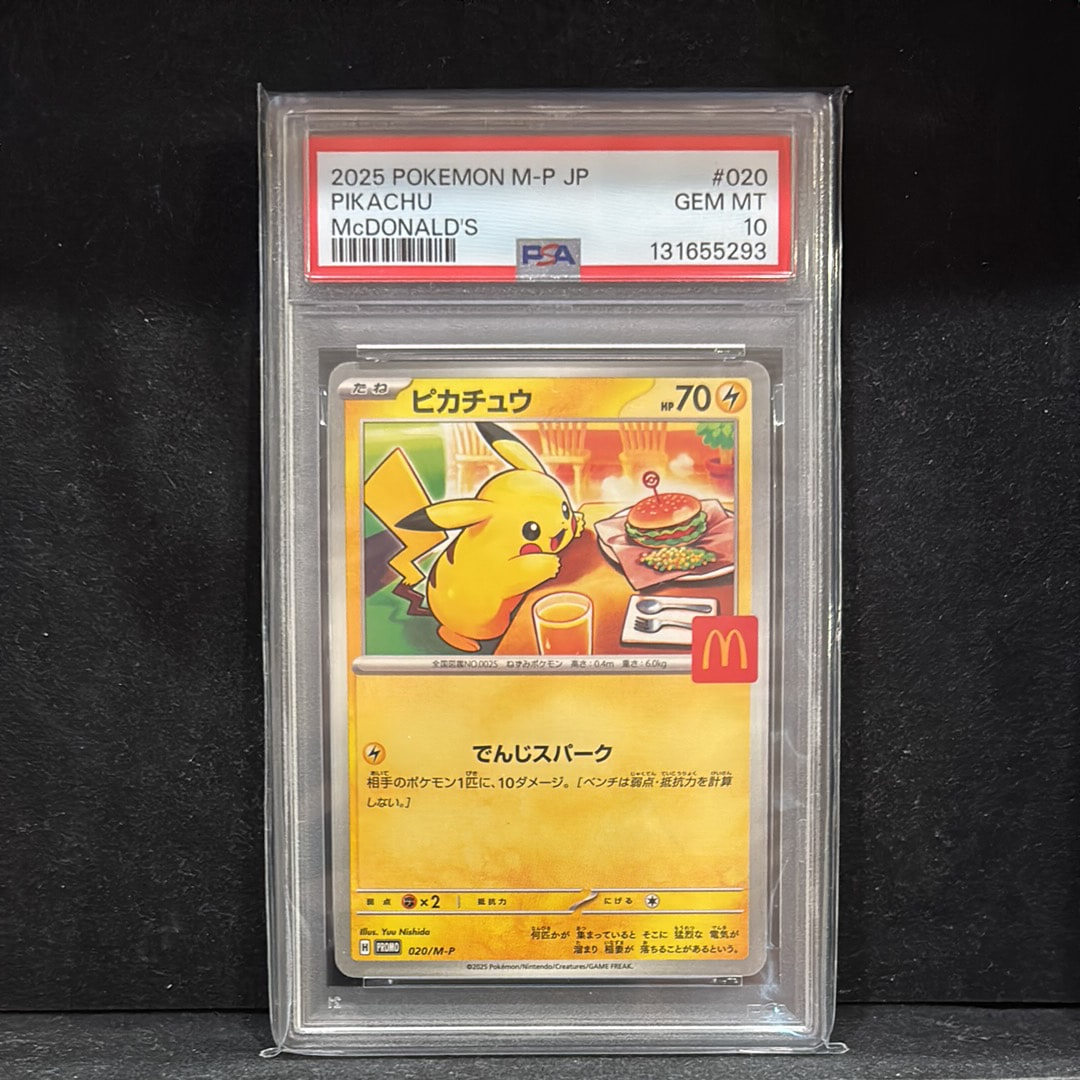 2025 POKEMON M-P JP #020
PIKACHU GEM MT
McDONALD'S 10
PSA 131655293
たね ピカチュウ HP70
全国図鑑NO.0025 ねずみポケモン 高さ:0.4m 重さ:6.0kg
でんじスパーク
相手のポケモン1匹に、10ダメージ。[ベンチは弱点・抵抗力を計算
しない。]
弱点 ×2 抵抗力 にげる
Illus. Yuu Nishida
何匹かが 集まっていると そこに 猛烈な 電気が
溜まり 稲妻が 落ちることがあるという。
H PROMO 020/M-P
©2025 Pokémon/Nintendo/Creatures/GAME FREAK.